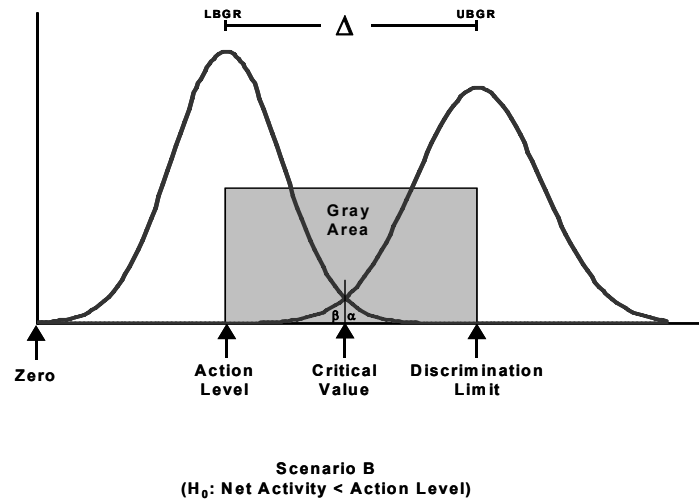 LBGR
Δ
UBGR
Gray
Area
β α
Zero
Action
Level
Critical
Value
Discrimination
Limit
Scenario B
(H₀: Net Activity < Action Level)